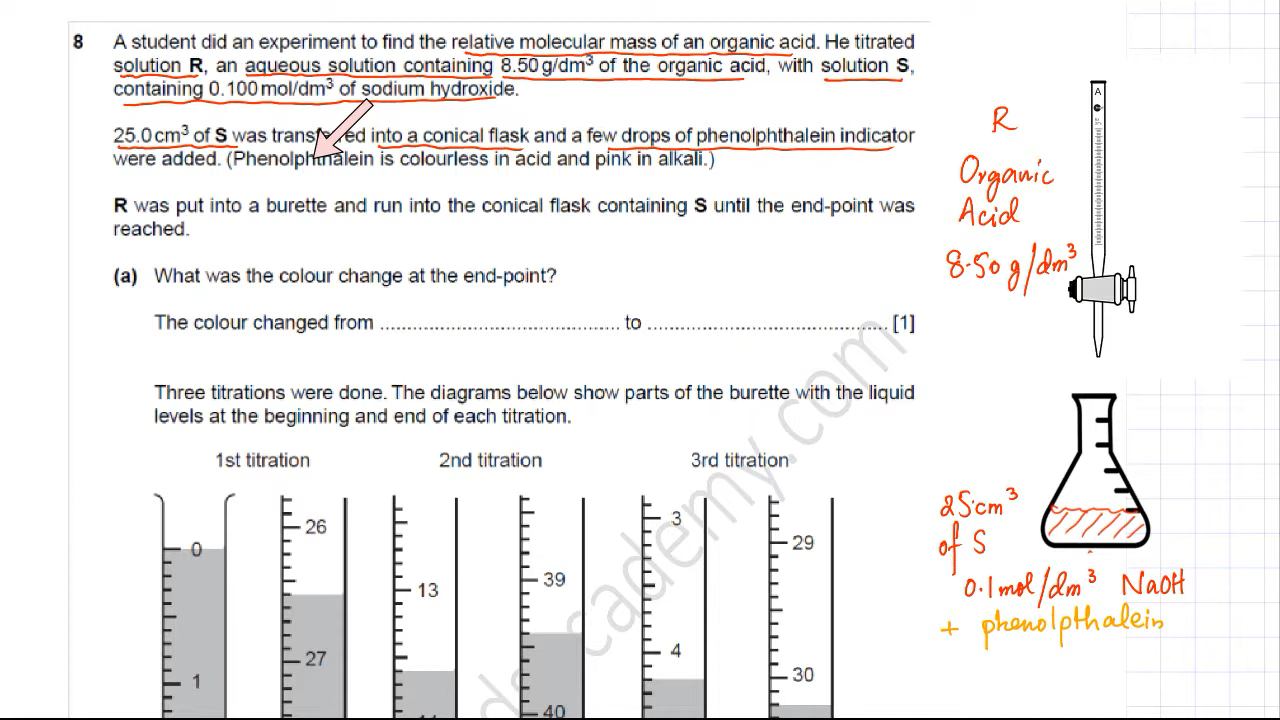 8 A student did an experiment to find the relative molecular mass of an organic acid. He titrated
solution R, an aqueous solution containing 8.50 g/dm³ of the organic acid, with solution S,
containing 0.100 mol/dm³ of sodium hydroxide.
25.0 cm³ of S was transferred into a conical flask and a few drops of phenolphthalein indicator
were added. (Phenolphthalein is colourless in acid and pink in alkali.)
R was put into a burette and run into the conical flask containing S until the end-point was
reached.
(a) What was the colour change at the end-point?
The colour changed from ............................................ to ............................................ [1]
Three titrations were done. The diagrams below show parts of the burette with the liquid
levels at the beginning and end of each titration.
1st titration 2nd titration 3rd titration
0 26 13 39 3 29
1 27 40 4 30
R
Organic
Acid
8.50 g/dm³
A
25cm³
of S
0.1mol/dm³ NaOH
+ phenolpthalein
cademy.com